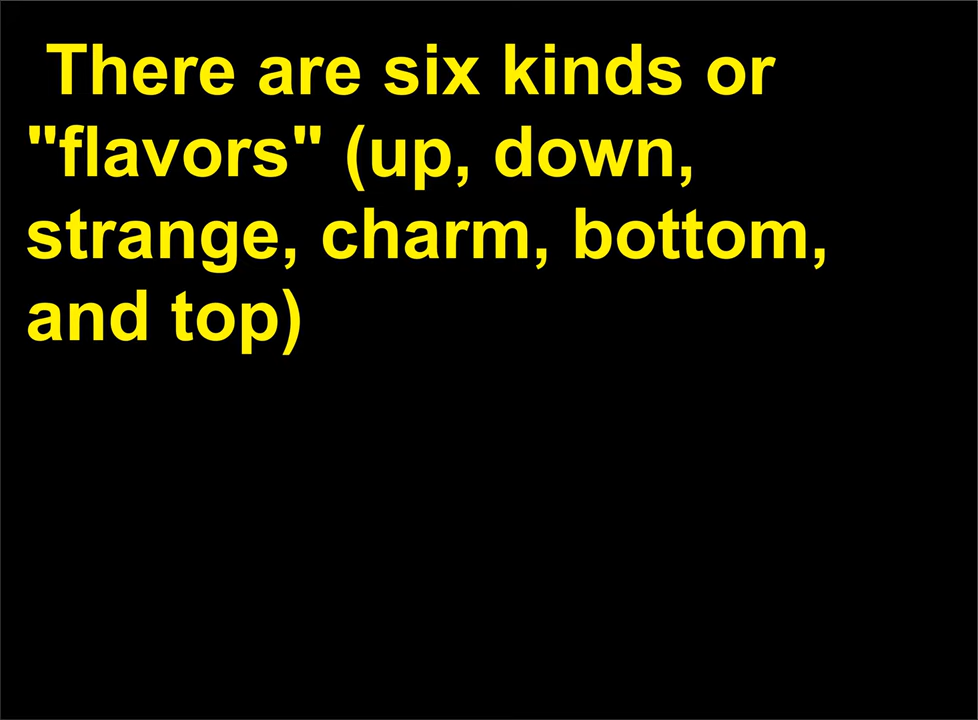 There are six kinds or
"flavors" (up, down,
strange, charm, bottom,
and top)